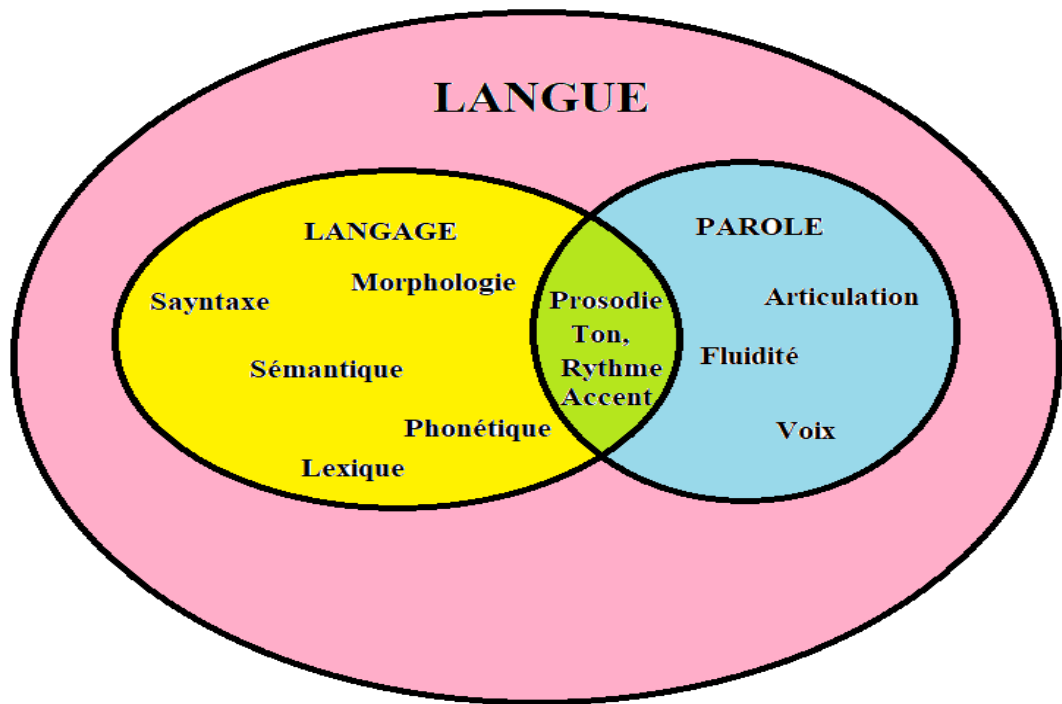 LANGUE
LANGAGE
Morphologie
Sayntaxe
Sémantique
Phonétique
Lexique
Prosodie
Ton,
Rythme
Accent
PAROLE
Articulation
Fluidité
Voix